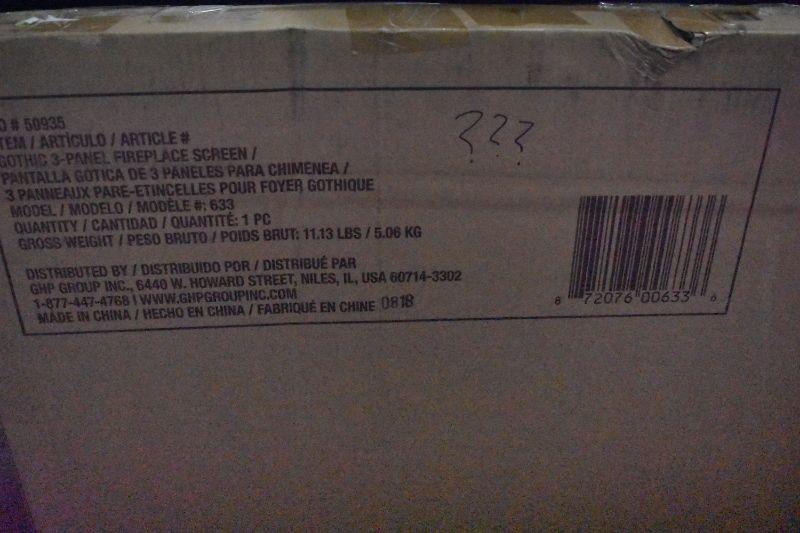 # 50935
ITEM / ARTÍCULO / ARTICLE #
GOTHIC 3-PANEL FIREPLACE SCREEN /
PANTALLA GÓTICA DE 3 PANELES PARA CHIMENEA /
3 PANNEAUX PARE-ETINCELLES POUR FOYER GOTHIQUE
MODEL / MODELO / MODÈLE #: 633
QUANTITY / CANTIDAD / QUANTITÉ: 1 PC
GROSS WEIGHT / PESO BRUTO / POIDS BRUT: 11.13 LBS / 5.06 KG
DISTRIBUTED BY / DISTRIBUIDO POR / DISTRIBUÉ PAR
GHP GROUP INC., 6440 W. HOWARD STREET, NILES, IL, USA 60714-3302
1-877-447-4768 | WWW.GHPGROUPINC.COM
MADE IN CHINA / HECHO EN CHINA / FABRIQUÉ EN CHINE 0818
???
8 72076 00633 6